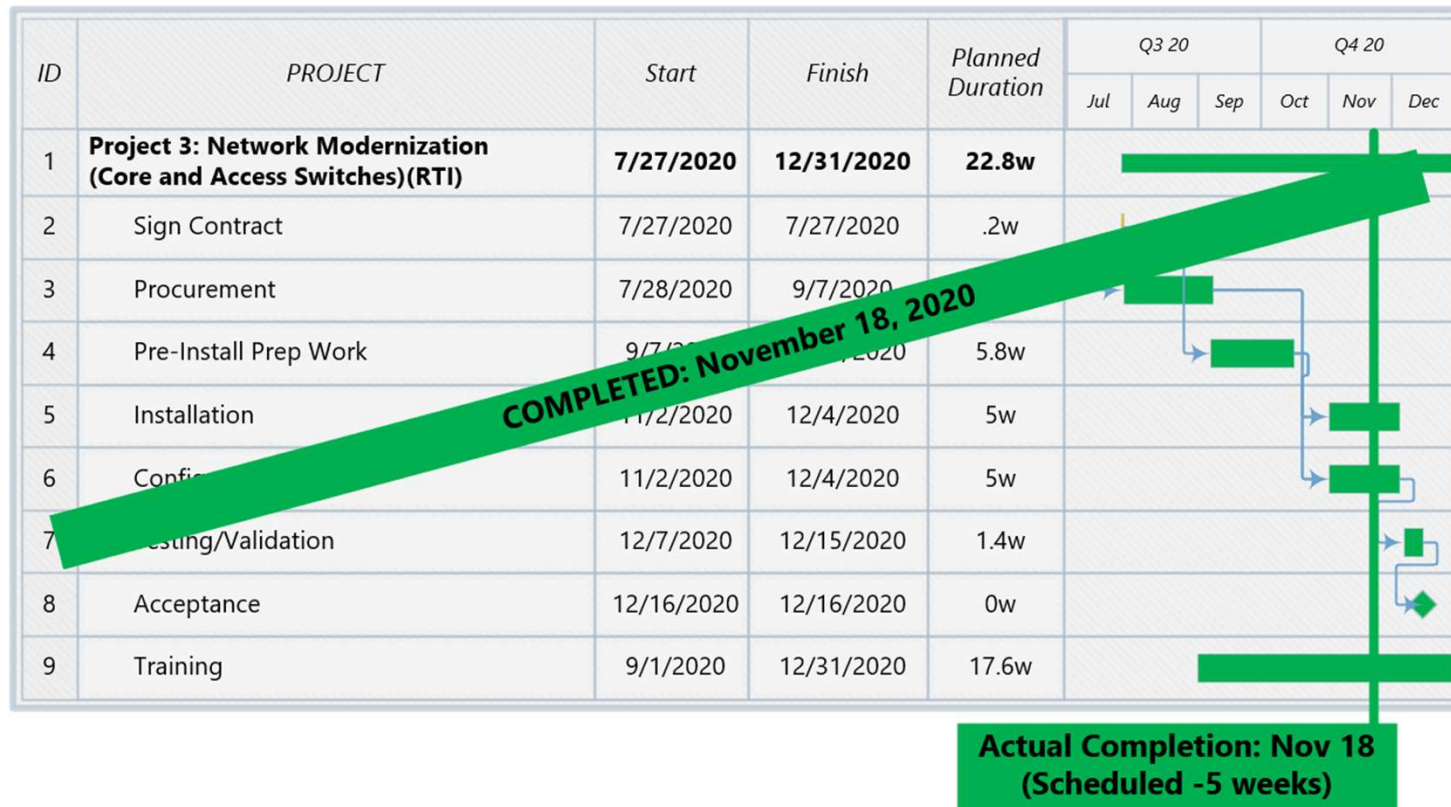 ID PROJECT Start Finish Planned Duration Q3 20 Q4 20
Jul Aug Sep Oct Nov Dec
1 Project 3: Network Modernization (Core and Access Switches)(RTI) 7/27/2020 12/31/2020 22.8w
2 Sign Contract 7/27/2020 7/27/2020 .2w
3 Procurement 7/28/2020 9/7/2020
4 Pre-Install Prep Work 5.8w
5 Installation 12/4/2020 5w
6 11/2/2020 12/4/2020 5w
7 12/7/2020 12/15/2020 1.4w
8 Acceptance 12/16/2020 12/16/2020 0w
9 Training 9/1/2020 12/31/2020 17.6w
COMPLETED: November 18, 2020
Actual Completion: Nov 18
(Scheduled -5 weeks)